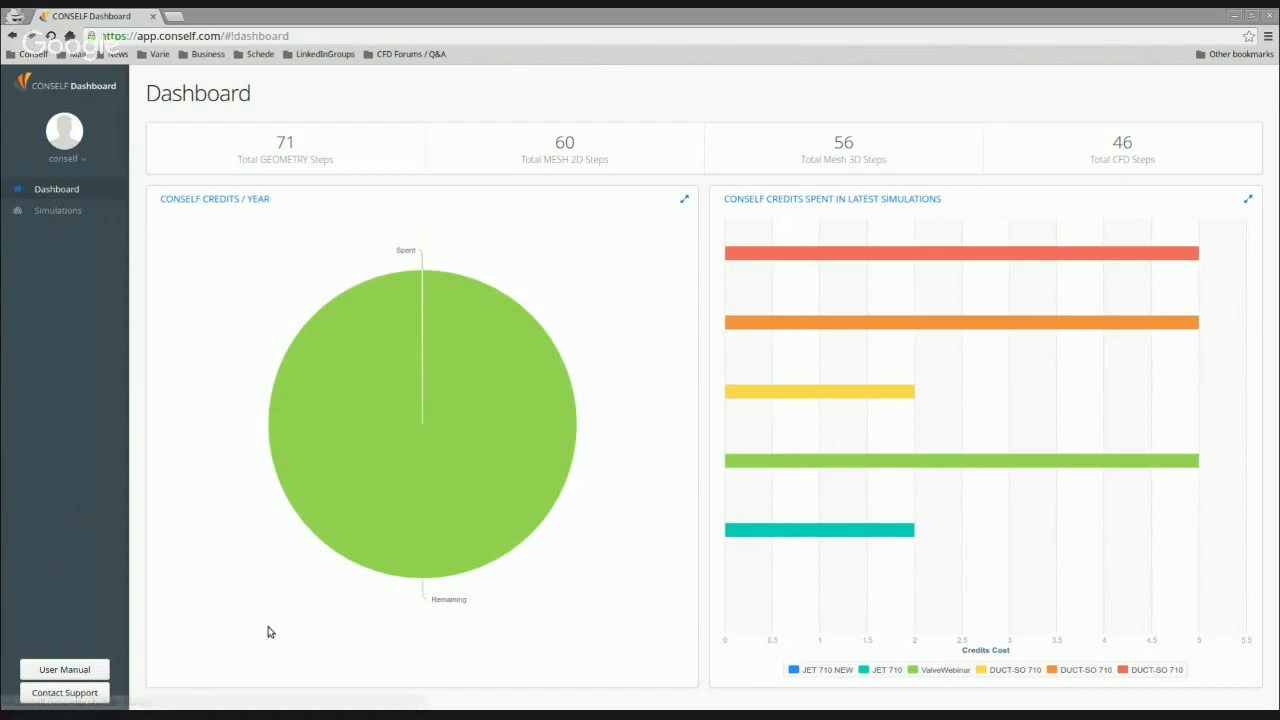 CONSELF Dashboard
https://app.conself.com/#!dashboard
Google
Conself
News
Varie
Business
Schede
LinkedInGroups
CFD Forums / Q&A
Other bookmarks
CONSELF Dashboard
conself
Dashboard
Simulations
User Manual
Contact Support
Dashboard
71
Total GEOMETRY Steps
60
Total MESH 2D Steps
56
Total Mesh 3D Steps
46
Total CFD Steps
CONSELF CREDITS / YEAR
Spent
Remaining
CONSELF CREDITS SPENT IN LATEST SIMULATIONS
0 0.5 1 1.5 2 2.5 3 3.5 4 4.5 5 5.5
Credits Cost
JET 710 NEW JET 710 ValveWebinar DUCT-SO 710 DUCT-SO 710 DUCT-SO 710